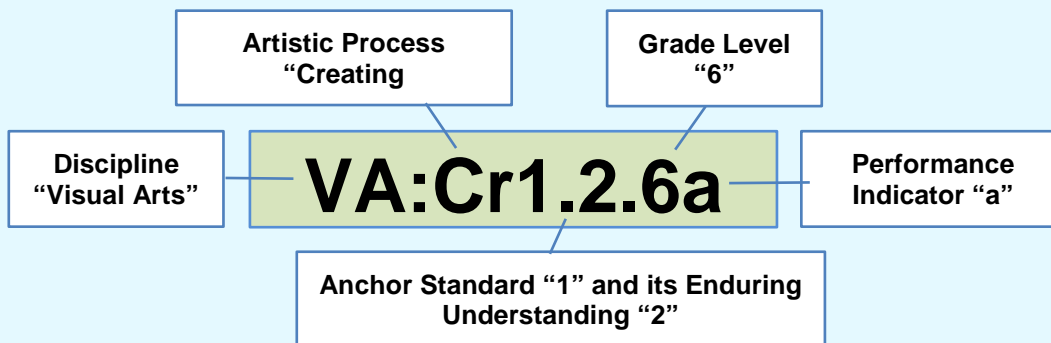 Artistic Process
“Creating
Grade Level
“6”
Discipline
“Visual Arts”
VA:Cr1.2.6a
Performance
Indicator “a”
Anchor Standard “1” and its Enduring
Understanding “2”